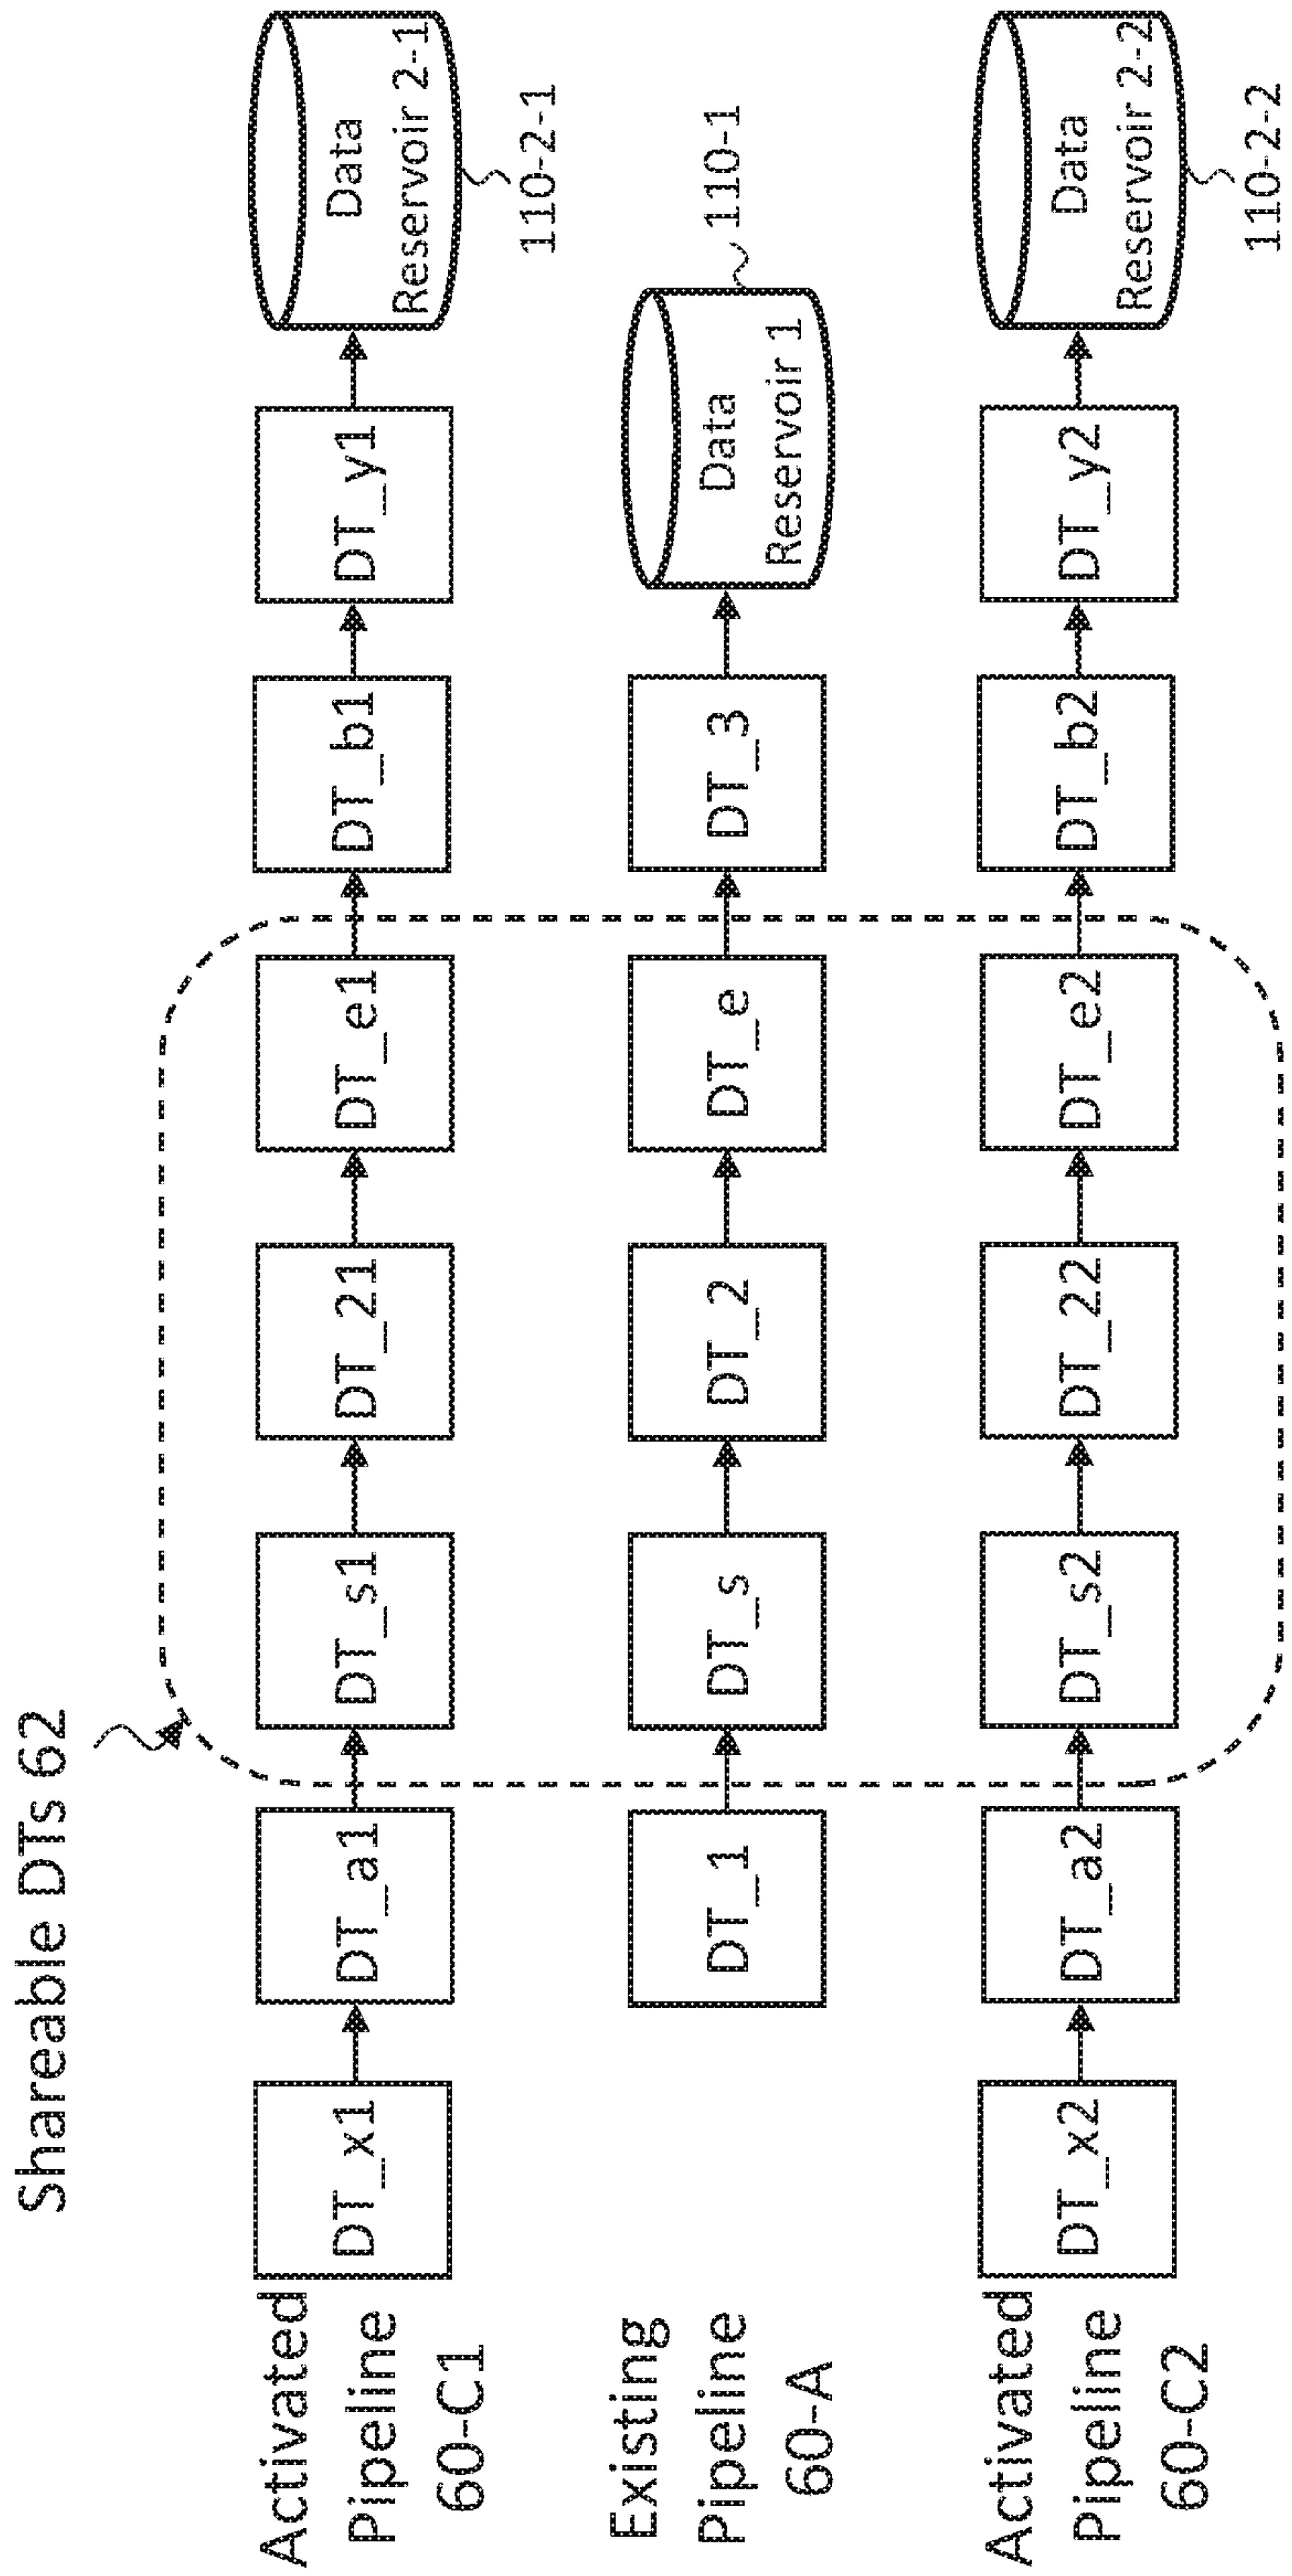 Shareable DTs 62
Activated
Pipeline
60-C1
DT_x1
DT_a1
DT_s1
DT_21
DT_e1
DT_b1
DT_y1
Data
Reservoir 2-1
110-2-1
Existing
Pipeline
60-A
DT_1
DT_s
DT_2
DT_e
DT_3
Data
Reservoir 1
110-1
Activated
Pipeline
60-C2
DT_x2
DT_a2
DT_s2
DT_22
DT_e2
DT_b2
DT_y2
Data
Reservoir 2-2
110-2-2